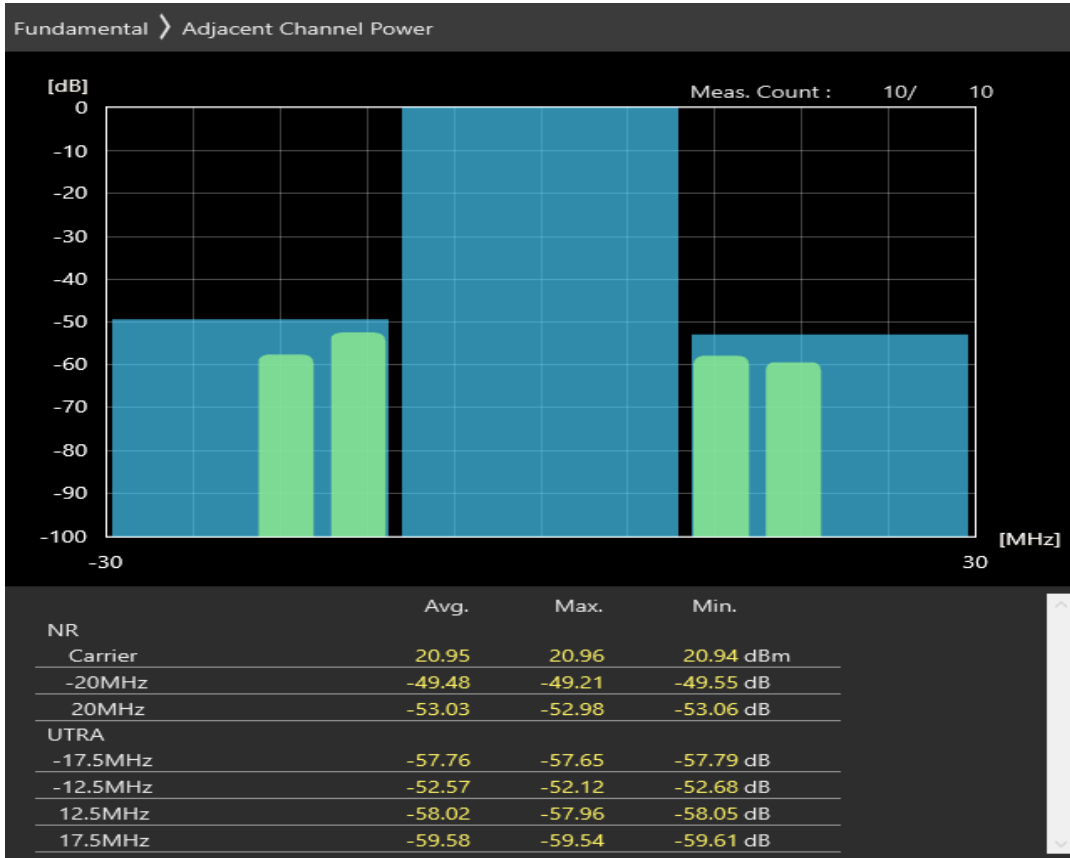 Fundamental ❯ Adjacent Channel Power
[dB]
Meas. Count : 10/ 10
0
-10
-20
-30
-40
-50
-60
-70
-80
-90
-100
[MHz]
-30 30
Avg. Max. Min.
NR
Carrier 20.95 20.96 20.94 dBm
-20MHz -49.48 -49.21 -49.55 dB
20MHz -53.03 -52.98 -53.06 dB
UTRA
-17.5MHz -57.76 -57.65 -57.79 dB
-12.5MHz -52.57 -52.12 -52.68 dB
12.5MHz -58.02 -57.96 -58.05 dB
17.5MHz -59.58 -59.54 -59.61 dB